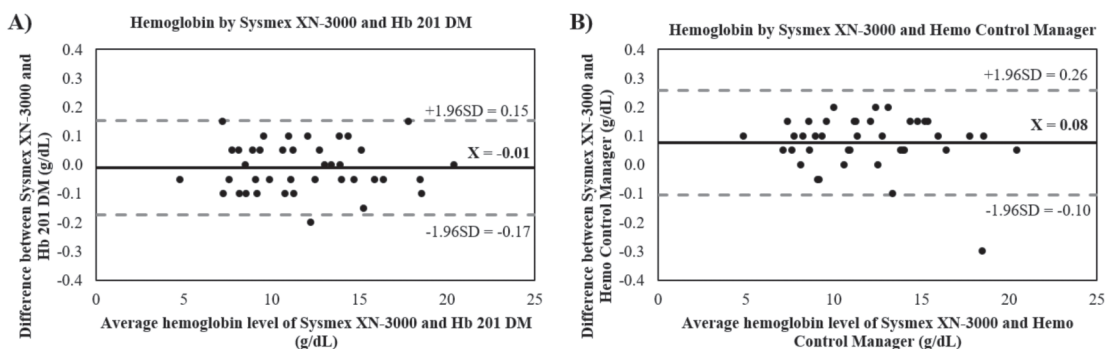 A)
Hemoglobin by Sysmex XN-3000 and Hb 201 DM
Difference between Sysmex XN-3000 and
Hb 201 DM (g/dL)
0.4
0.3
0.2
0.1
0.0
-0.1
-0.2
-0.3
-0.4
+1.96SD = 0.15
X = -0.01
-1.96SD = -0.17
0
5
10
15
20
25
Average hemoglobin level of Sysmex XN-3000 and Hb 201 DM
(g/dL)
B)
Hemoglobin by Sysmex XN-3000 and Hemo Control Manager
Difference between Sysmex XN-3000 and
Hemo Control Manager (g/dL)
0.4
0.3
0.2
0.1
0.0
-0.1
-0.2
-0.3
-0.4
+1.96SD = 0.26
X = 0.08
-1.96SD = -0.10
0
5
10
15
20
25
Average hemoglobin level of Sysmex XN-3000 and Hemo
Control Manager (g/dL)